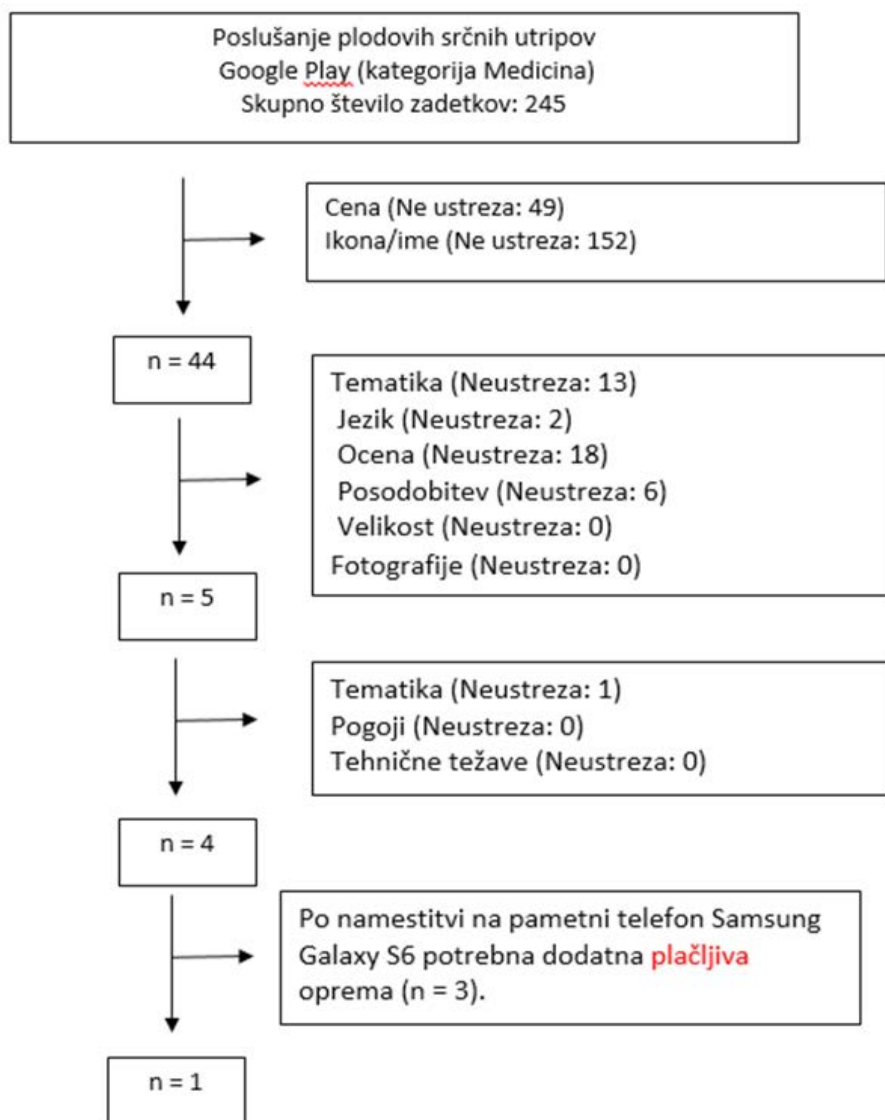 Poslušanje plodovih srčnih utripov
Google Play (kategorija Medicina)
Skupno število zadetkov: 245
Cena (Ne ustreza: 49)
Ikona/ime (Ne ustreza: 152)
n = 44
Tematika (Neustreza: 13)
Jezik (Neustreza: 2)
Ocena (Neustreza: 18)
Posodobitev (Neustreza: 6)
Velikost (Neustreza: 0)
Fotografije (Neustreza: 0)
n = 5
Tematika (Neustreza: 1)
Pogoji (Neustreza: 0)
Tehnične težave (Neustreza: 0)
n = 4
Po namestitvi na pametni telefon Samsung
Galaxy S6 potrebna dodatna plačljiva
oprema (n = 3).
n = 1